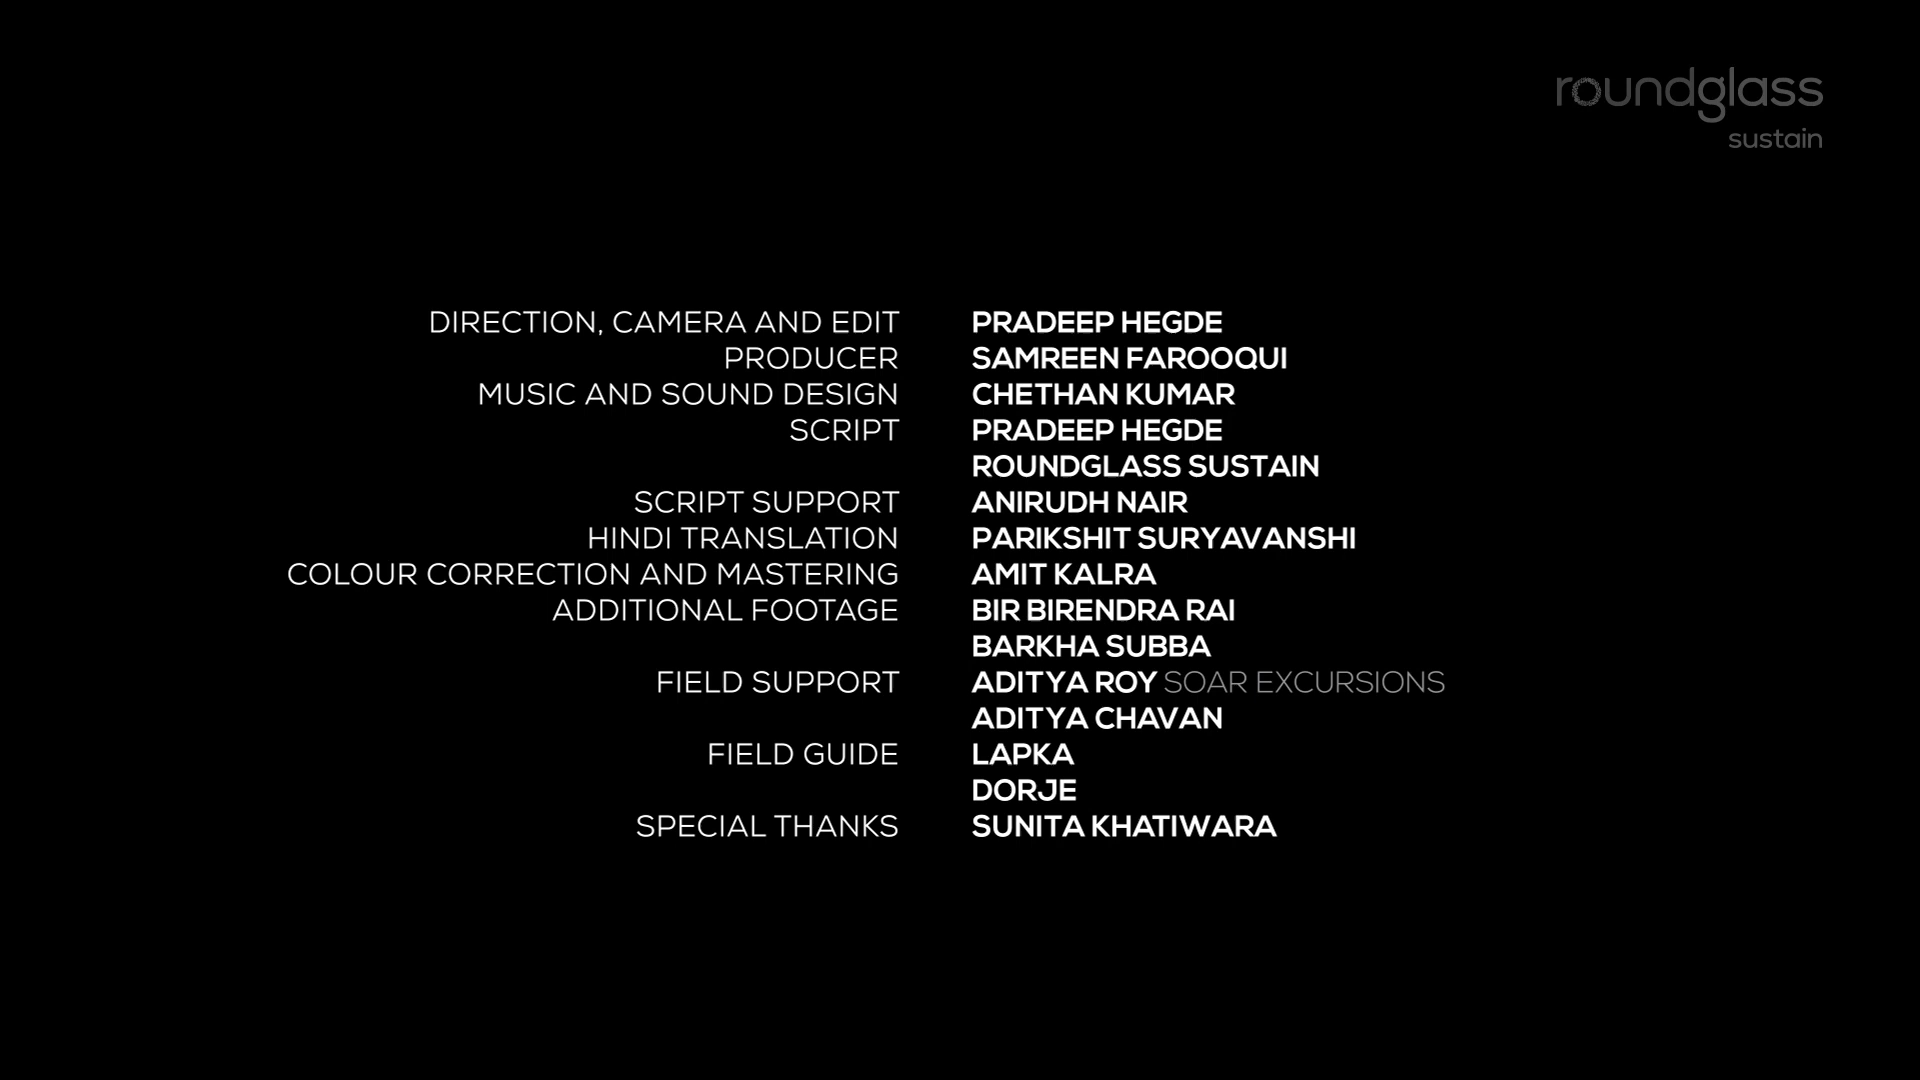 roundglass
sustain
DIRECTION, CAMERA AND EDIT PRADEEP HEGDE
PRODUCER SAMREEN FAROOQUI
MUSIC AND SOUND DESIGN CHETHAN KUMAR
SCRIPT PRADEEP HEGDE
ROUNDGLASS SUSTAIN
SCRIPT SUPPORT ANIRUDH NAIR
HINDI TRANSLATION PARIKSHIT SURYAVANSHI
COLOUR CORRECTION AND MASTERING AMIT KALRA
ADDITIONAL FOOTAGE BIR BIRENDRA RAI
BARKHA SUBBA
FIELD SUPPORT ADITYA ROY SOAR EXCURSIONS
ADITYA CHAVAN
FIELD GUIDE LAPKA
DORJE
SPECIAL THANKS SUNITA KHATIWARA